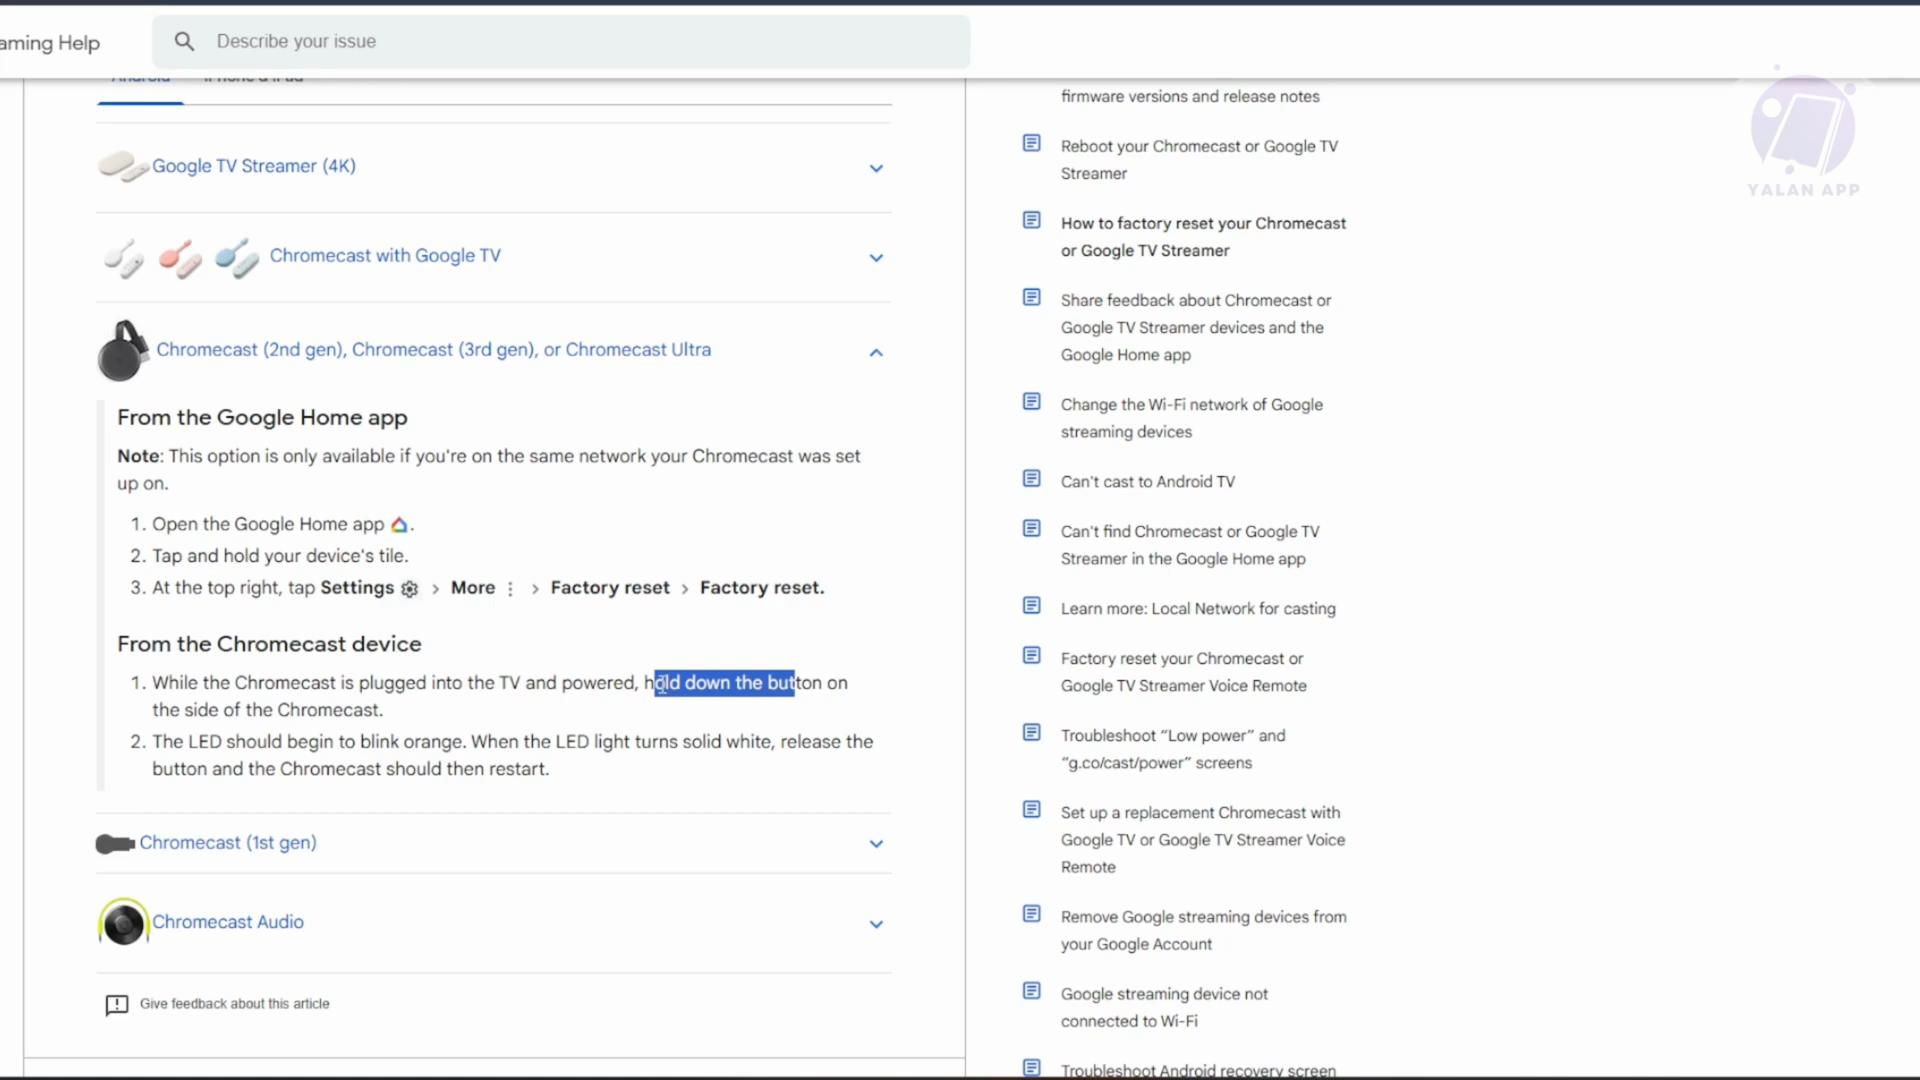 aming Help
Describe your issue
Android iPhone & iPad
Google TV Streamer (4K)
Chromecast with Google TV
Chromecast (2nd gen), Chromecast (3rd gen), or Chromecast Ultra
From the Google Home app
Note: This option is only available if you're on the same network your Chromecast was set
up on.
1. Open the Google Home app .
2. Tap and hold your device's tile.
3. At the top right, tap Settings > More > Factory reset > Factory reset.
From the Chromecast device
1. While the Chromecast is plugged into the TV and powered, hold down the button on
the side of the Chromecast.
2. The LED should begin to blink orange. When the LED light turns solid white, release the
button and the Chromecast should then restart.
Chromecast (1st gen)
Chromecast Audio
Give feedback about this article
firmware versions and release notes
Reboot your Chromecast or Google TV
Streamer
How to factory reset your Chromecast
or Google TV Streamer
Share feedback about Chromecast or
Google TV Streamer devices and the
Google Home app
Change the Wi-Fi network of Google
streaming devices
Can't cast to Android TV
Can't find Chromecast or Google TV
Streamer in the Google Home app
Learn more: Local Network for casting
Factory reset your Chromecast or
Google TV Streamer Voice Remote
Troubleshoot “Low power” and
“g.co/cast/power” screens
Set up a replacement Chromecast with
Google TV or Google TV Streamer Voice
Remote
Remove Google streaming devices from
your Google Account
Google streaming device not
connected to Wi-Fi
Troubleshoot Android recovery screen
YALAN APP